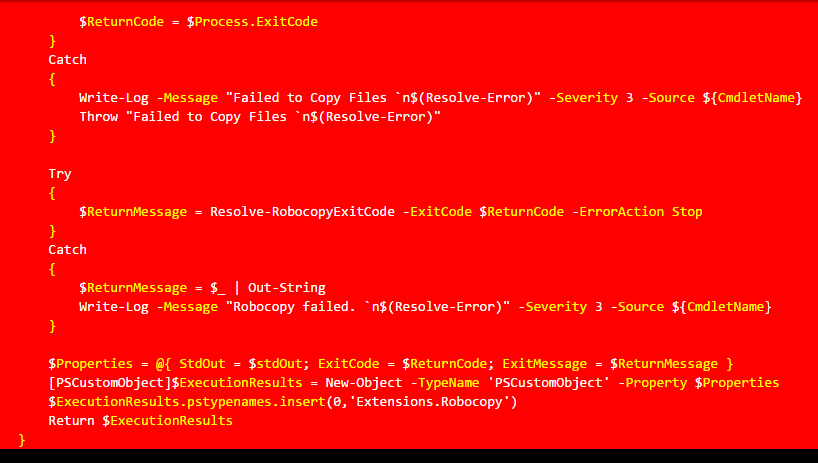 $ReturnCode = $Process.ExitCode
}
Catch
{
Write-Log -Message "Failed to Copy Files `n$(Resolve-Error)" -Severity 3 -Source ${CmdletName}
Throw "Failed to Copy Files `n$(Resolve-Error)"
}
Try
{
$ReturnMessage = Resolve-RobocopyExitCode -ExitCode $ReturnCode -ErrorAction Stop
}
Catch
{
$ReturnMessage = $_ | Out-String
Write-Log -Message "Robocopy failed. `n$(Resolve-Error)" -Severity 3 -Source ${CmdletName}
}
$Properties = @{ StdOut = $stdOut; ExitCode = $ReturnCode; ExitMessage = $ReturnMessage }
[PSCustomObject]$ExecutionResults = New-Object -TypeName 'PSCustomObject' -Property $Properties
$ExecutionResults.pstypenames.insert(0,'Extensions.Robocopy')
Return $ExecutionResults
}